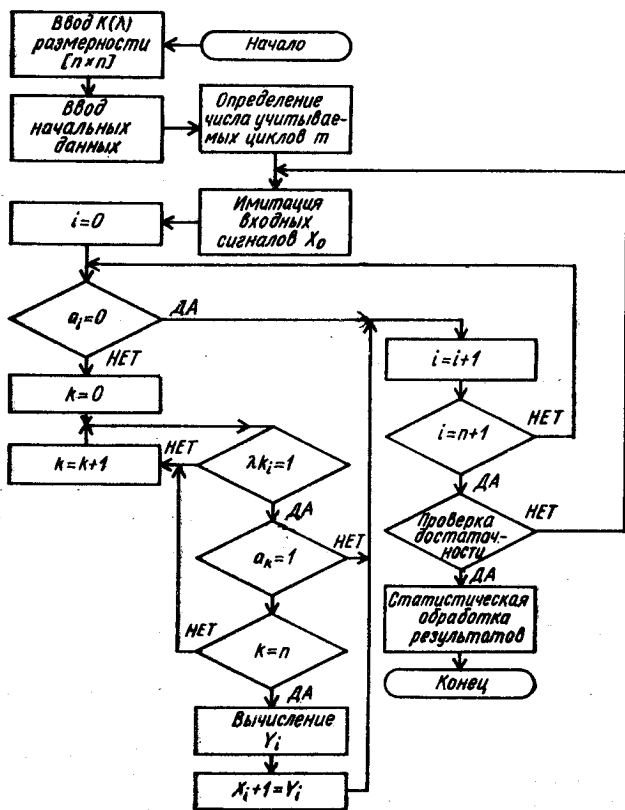 Начало
Ввод К(Λ)
размерности
[n×n]
Ввод
начальных
данных
Определение
числа учитывае-
мых циклов m
Имитация
входных
сигналов X₀
i=0
aᵢ=0
ДА
НЕТ
k=0
k=k+1
НЕТ
λkᵢ=1
ДА
aₖ=1
НЕТ
НЕТ
k=n
ДА
Вычисление
Yᵢ
Xᵢ+1=Yᵢ
i=i+1
i=n+1
НЕТ
ДА
Проверка
достаточ-
ности
НЕТ
ДА
Статистическая
обработка
результатов
Конец